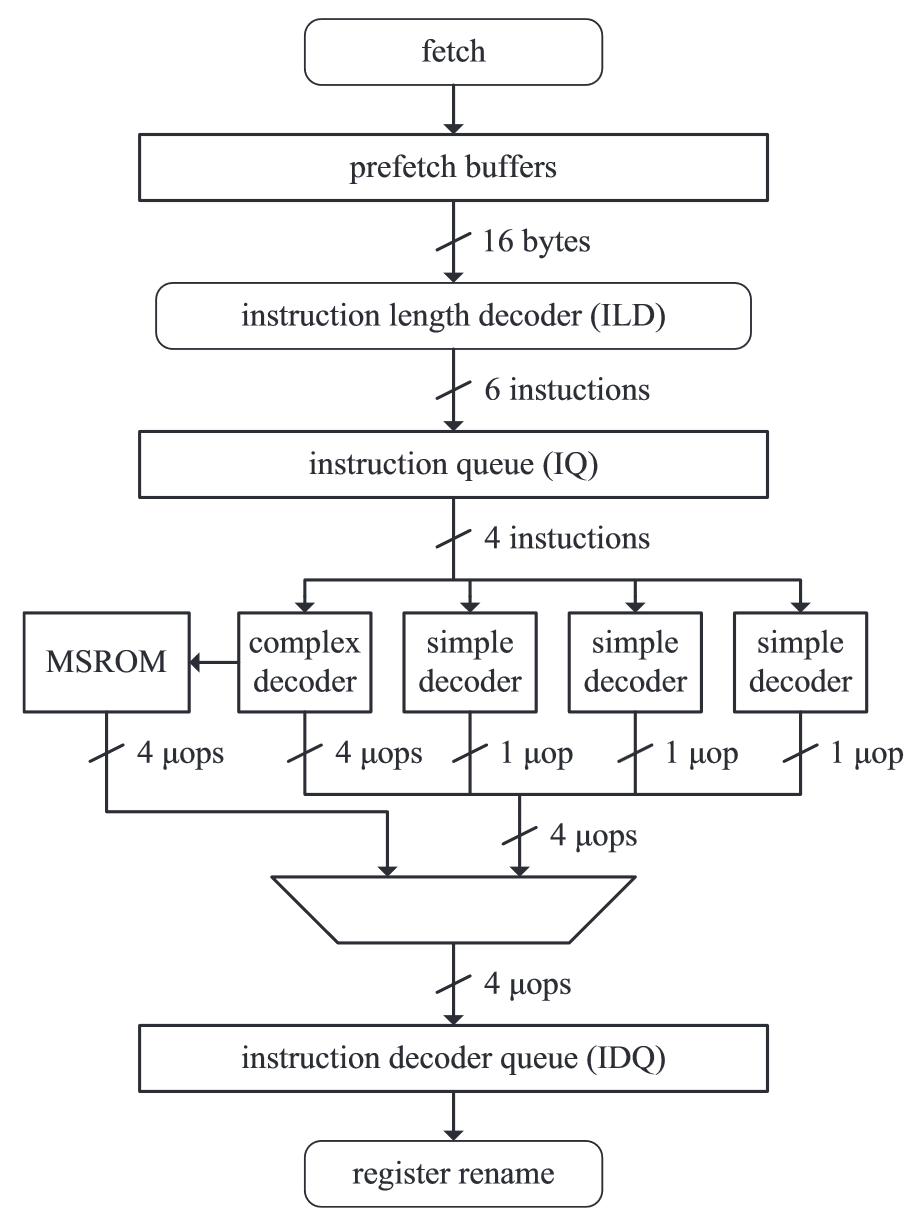 fetch
prefetch buffers
16 bytes
instruction length decoder (ILD)
6 instuctions
instruction queue (IQ)
4 instuctions
MSROM
complex
decoder
simple
decoder
simple
decoder
simple
decoder
4 μops
4 μops
1 μop
1 μop
1 μop
4 μops
4 μops
instruction decoder queue (IDQ)
register rename